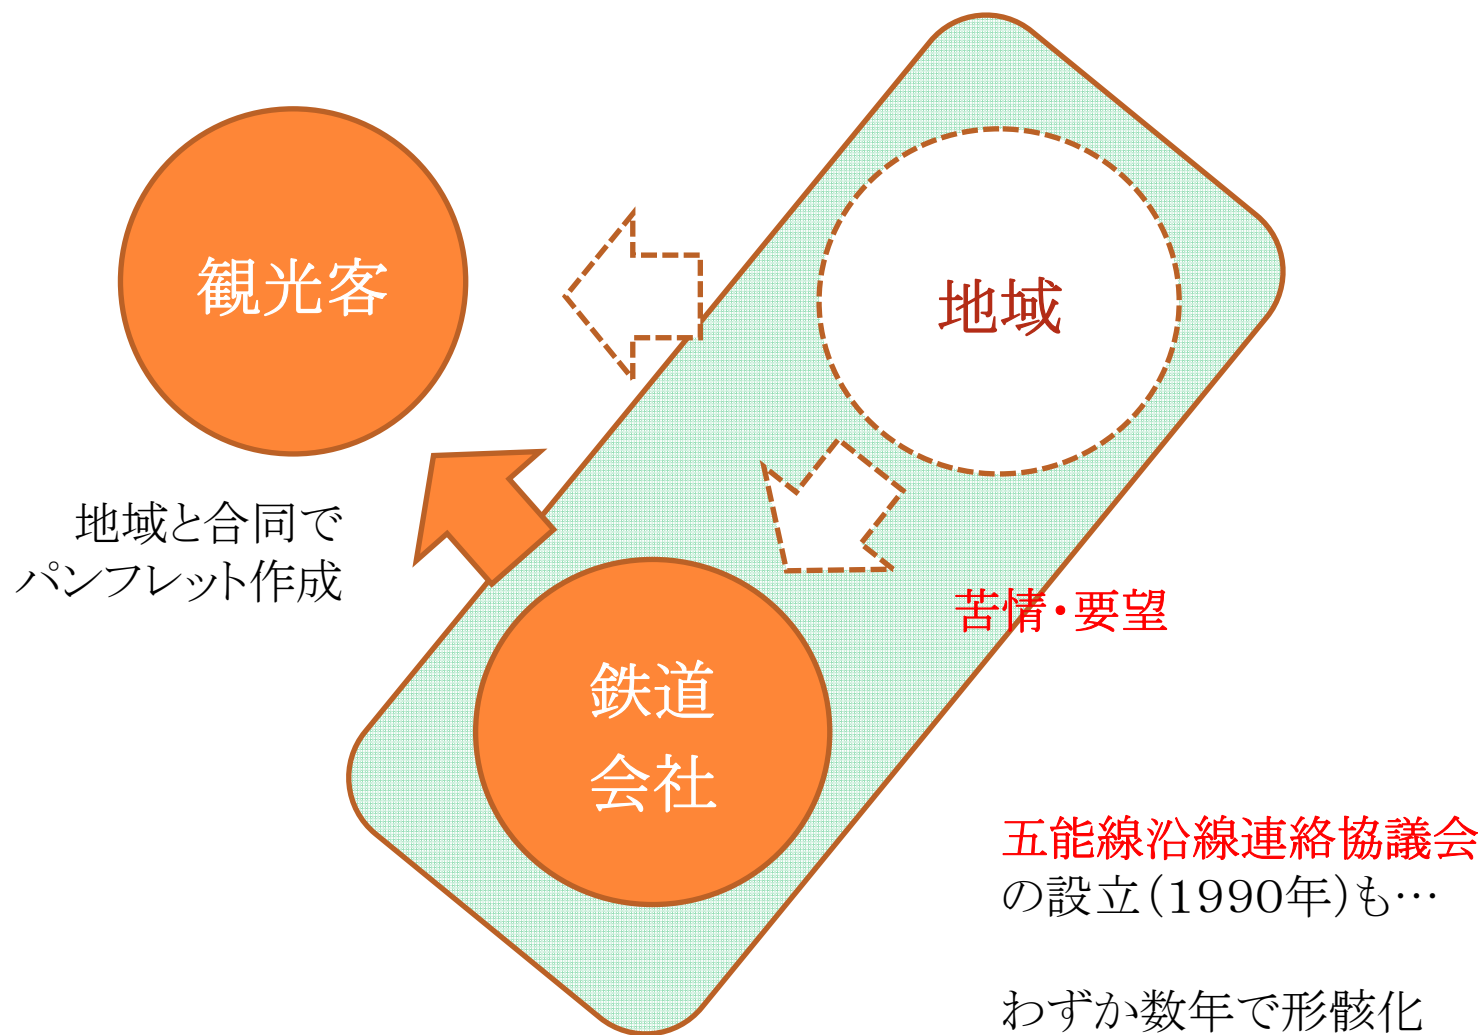 観光客
地域
地域と合同で
パンフレット作成
苦情・要望
鉄道
会社
五能線沿線連絡協議会
の設立(1990年)も…
わずか数年で形骸化